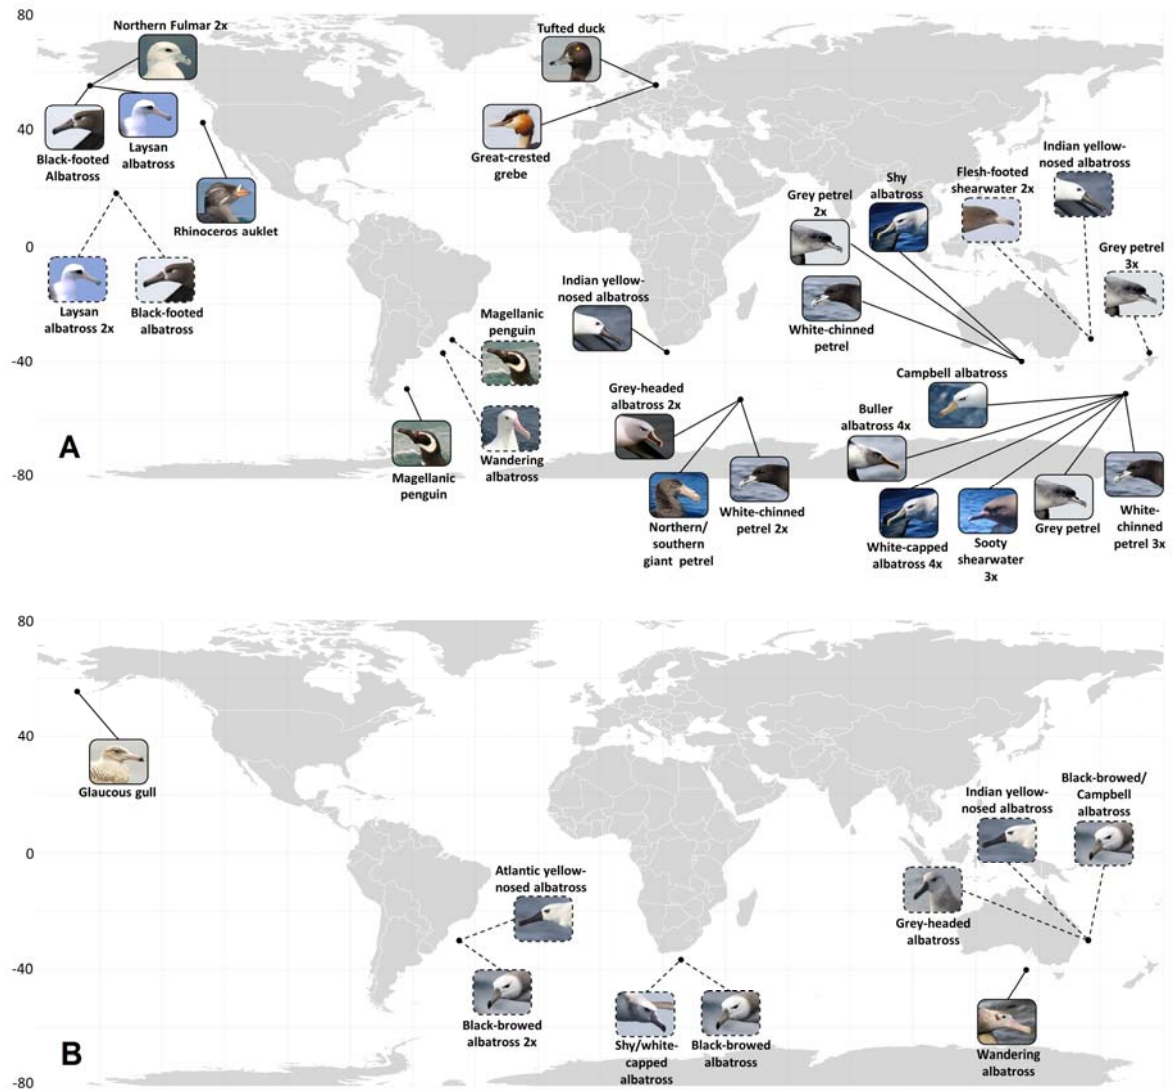 80
Northern Fulmar 2x
Tufted duck
40
Black-footed
Albatross
Laysan
albatross
Great-crested
grebe
Rhinoceros auklet
Indian yellow-
nosed albatross
Flesh-footed
shearwater 2x
Shy
albatross
Grey petrel
2x
0
Grey petrel
3x
Laysan
albatross 2x
Black-footed
albatross
Indian yellow-
nosed albatross
White-chinned
petrel
Magellanic
penguin
-40
Campbell albatross
Grey-headed
albatross 2x
Buller
albatross 4x
A
Wandering
albatross
-80
Magellanic
penguin
Northern/
southern
giant petrel
White-chinned
petrel 2x
White-capped
albatross 4x
Sooty
shearwater
3x
Grey petrel
White-
chinned
petrel 3x
80
40
Glaucous gull
Indian yellow-
nosed albatross
Black-browed/
Campbell
albatross
0
Atlantic yellow-
nosed albatross
Grey-headed
albatross
-40
Black-browed
albatross 2x
Shy/white-
capped
albatross
Black-browed
albatross
Wandering
albatross
B
-80